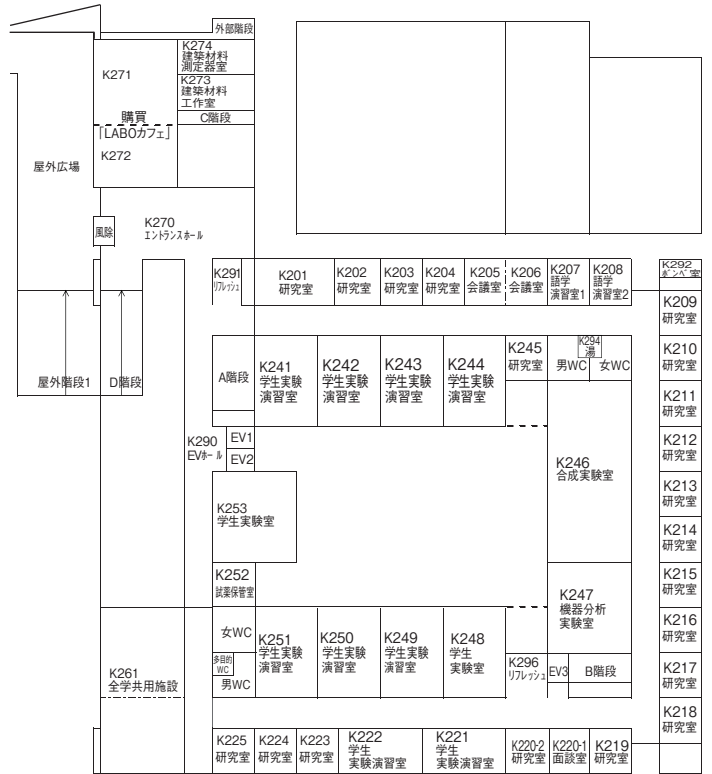 外部階段
K274
建築材料
測定器室
K271
K273
建築材料
工作室
購買
C階段
「LABOカフェ」
K272
屋外広場
風除
K270
エントランスホール
K291
リフレッシュ
K201
研究室
K202
研究室
K203
研究室
K204
研究室
K205
会議室
K206
会議室
K207
語学
演習室1
K208
語学
演習室2
K292
ボンベ室
K209
研究室
屋外階段1
D階段
A階段
K241
学生実験
演習室
K242
学生実験
演習室
K243
学生実験
演習室
K244
学生実験
演習室
K245
研究室
K294
湯
男WC
女WC
K210
研究室
K211
研究室
K290
EVホール
EV1
EV2
K246
合成実験室
K212
研究室
K253
学生実験室
K213
研究室
K214
研究室
K252
試薬保管室
K247
機器分析
実験室
K215
研究室
女WC
多目的
WC
男WC
K251
学生実験
演習室
K250
学生実験
演習室
K249
学生実験
演習室
K248
学生
実験室
K216
研究室
K261
全学共用施設
K296
リフレッシュ
EV3
B階段
K217
研究室
K218
研究室
K225
研究室
K224
研究室
K223
研究室
K222
学生
実験演習室
K221
学生
実験演習室
K220-2
研究室
K220-1
面談室
K219
研究室